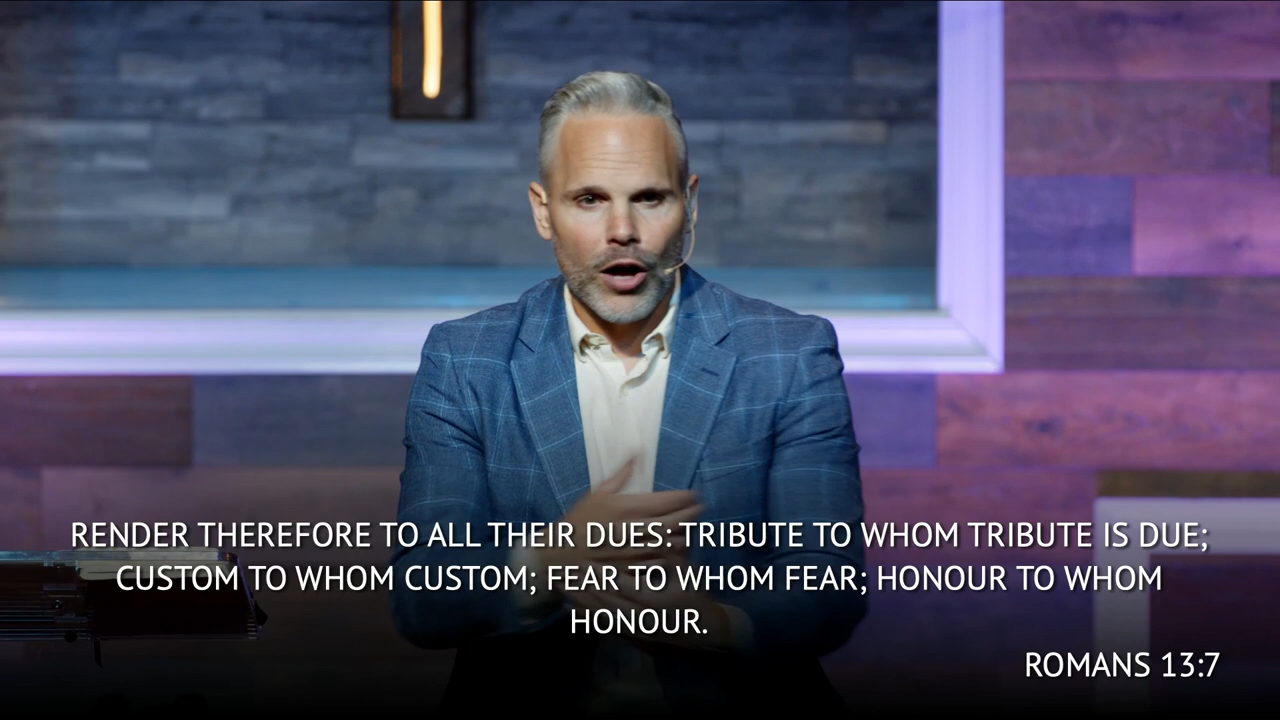 RENDER THEREFORE TO ALL THEIR DUES: TRIBUTE TO WHOM TRIBUTE IS DUE;
CUSTOM TO WHOM CUSTOM; FEAR TO WHOM FEAR; HONOUR TO WHOM
HONOUR.
ROMANS 13:7